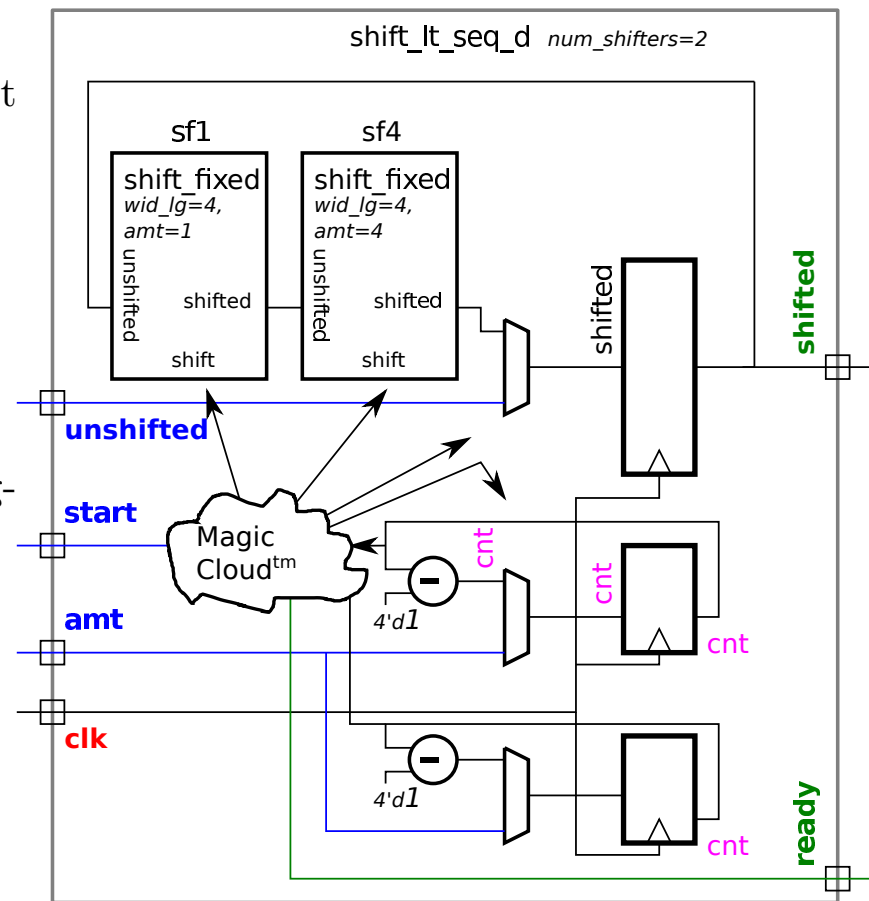 shift_lt_seq_d num_shifters=2
t
sf1
sf4
shift_fixed
wid_lg=4,
amt=1
unshifted
shifted
shift
shift_fixed
wid_lg=4,
amt=4
unshifted
shifted
shift
shifted
shifted
unshifted
g-
start
Magic
Cloudtm
cnt
cnt
4'd1
amt
cnt
clk
4'd1
cnt
ready